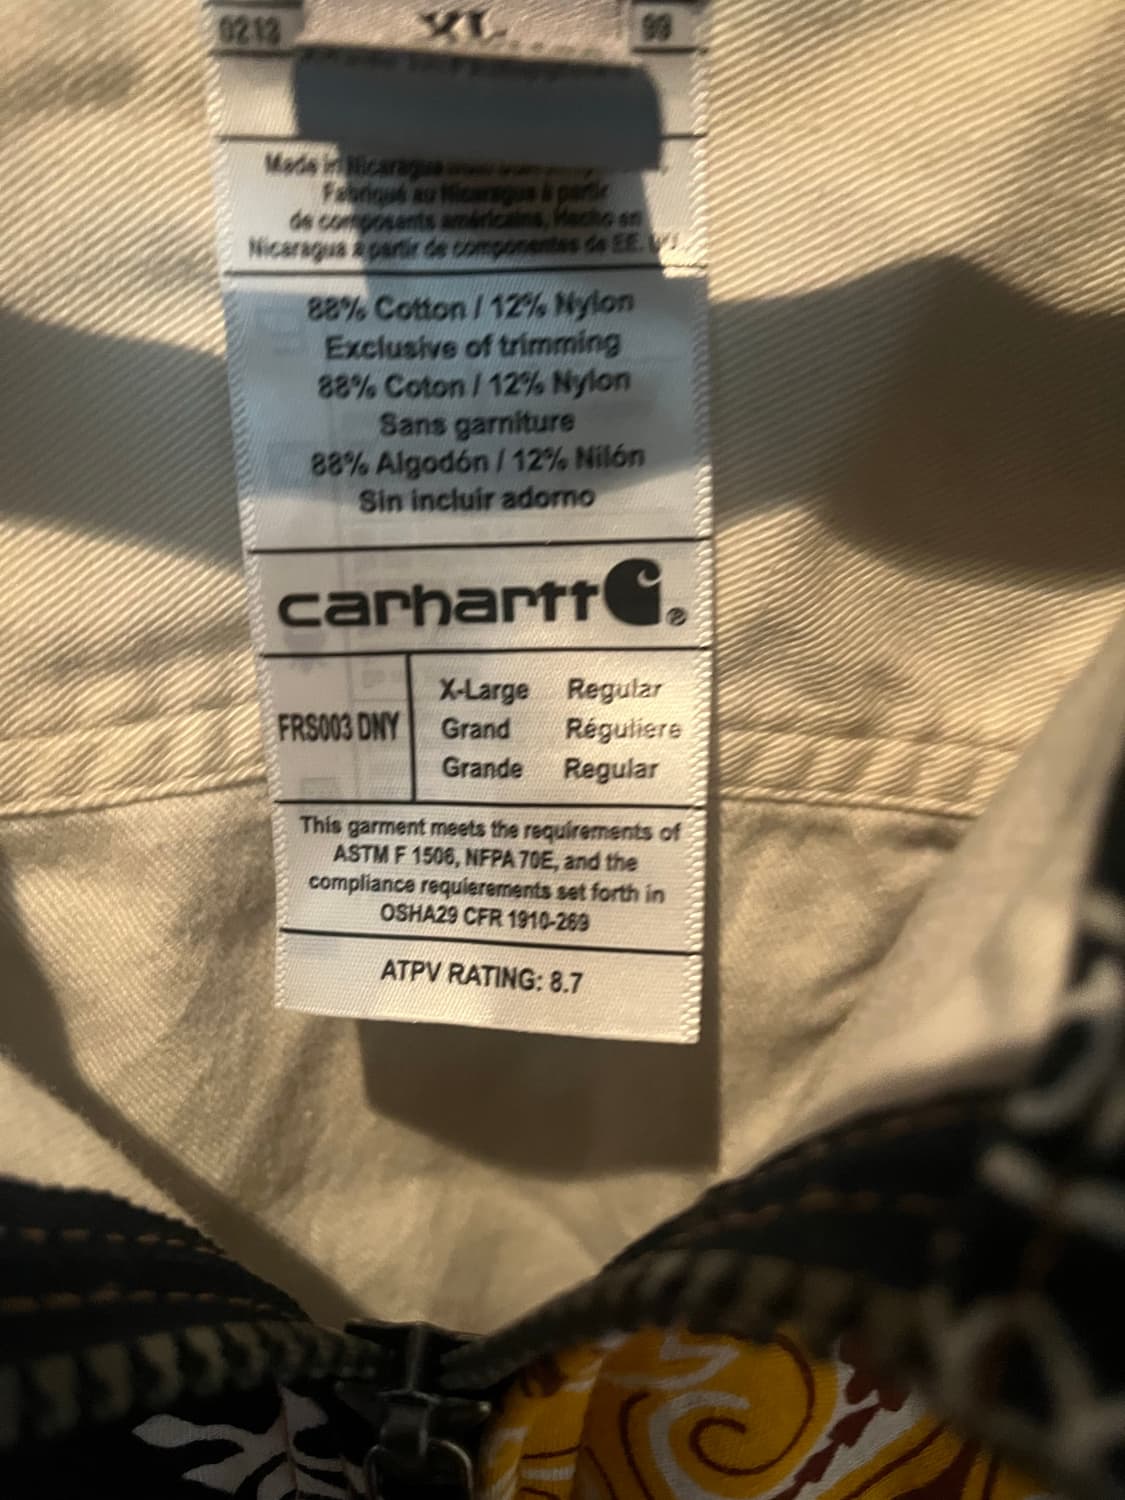 0213
XL
99
Made in Nicaragua
Fabriqué au Nicaragua à partir
de composants américains, Hecho en
Nicaragua a partir de componentes de EE. UU.
88% Cotton / 12% Nylon
Exclusive of trimming
88% Coton / 12% Nylon
Sans garniture
88% Algodón / 12% Nilón
Sin incluir adorno
carhartt ®
FRS003 DNY
X-Large Regular
Grand Réguliere
Grande Regular
This garment meets the requirements of
ASTM F 1506, NFPA 70E, and the
compliance requierements set forth in
OSHA29 CFR 1910-269
ATPV RATING: 8.7